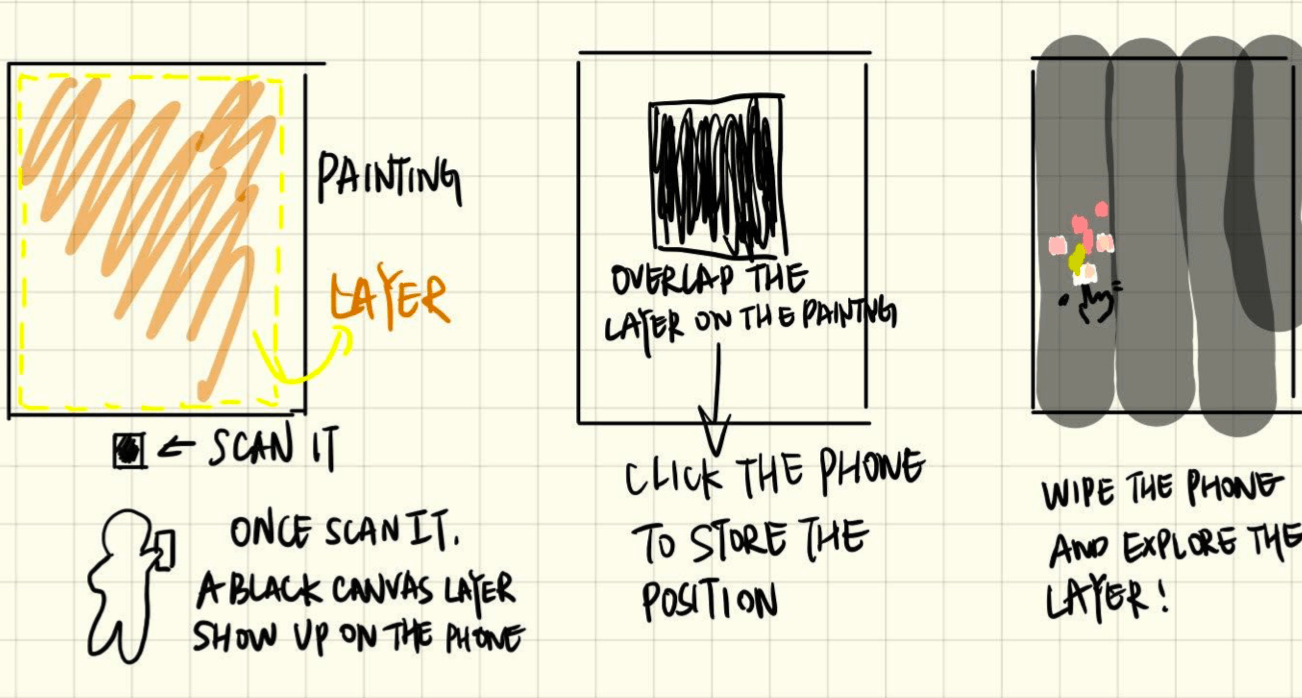 PAINTING
LAYER
SCAN IT
ONCE SCAN IT.
A BLACK CANVAS LAYER
SHOW UP ON THE PHONE
OVERLAP THE
LAYER ON THE PAINTNG
CLICK THE PHONE
TO STORE THE
POSITION
WIPE THE PHONE
AND EXPLORE THE
LAYER!